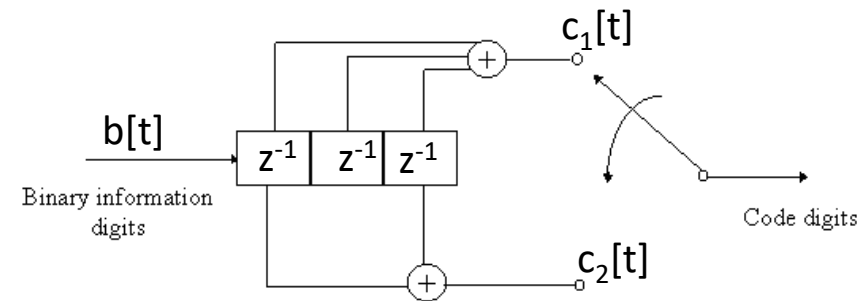 c₁[t]
b[t]
z⁻¹ z⁻¹ z⁻¹
+
Binary information
digits
Code digits
c₂[t]
+